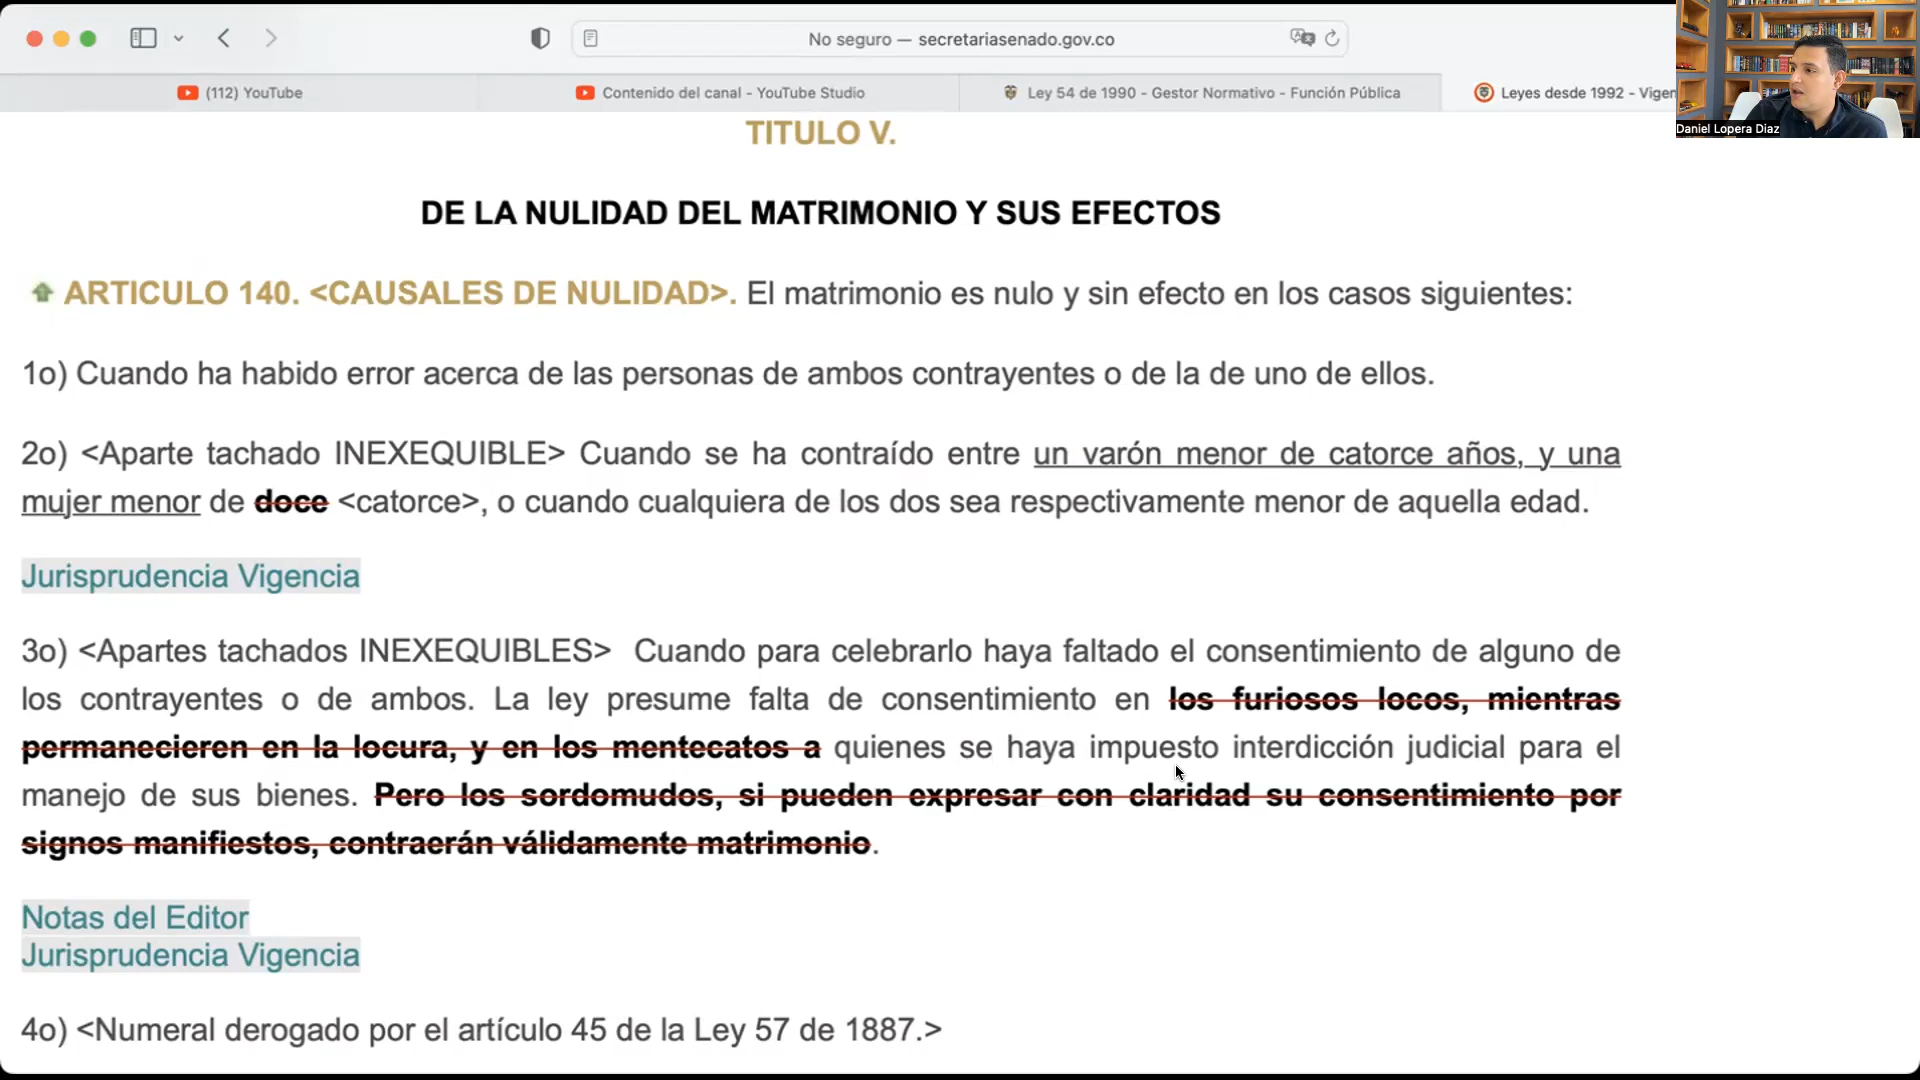 No seguro — secretariasenado.gov.co
(112) YouTube
Contenido del canal - YouTube Studio
Ley 54 de 1990 - Gestor Normativo - Función Pública
Leyes desde 1992 - Vigen
Daniel Lopera Diaz
TITULO V.
DE LA NULIDAD DEL MATRIMONIO Y SUS EFECTOS
ARTICULO 140. <CAUSALES DE NULIDAD>. El matrimonio es nulo y sin efecto en los casos siguientes:
1o) Cuando ha habido error acerca de las personas de ambos contrayentes o de la de uno de ellos.
2o) <Aparte tachado INEXEQUIBLE> Cuando se ha contraído entre un varón menor de catorce años, y una
mujer menor de doce <catorce>, o cuando cualquiera de los dos sea respectivamente menor de aquella edad.
Jurisprudencia Vigencia
3o) <Apartes tachados INEXEQUIBLES> Cuando para celebrarlo haya faltado el consentimiento de alguno de
los contrayentes o de ambos. La ley presume falta de consentimiento en los furiosos locos, mientras
permanecieren en la locura, y en los mentecatos a quienes se haya impuesto interdicción judicial para el
manejo de sus bienes. Pero los sordomudos, si pueden expresar con claridad su consentimiento por
signos manifiestos, contraerán válidamente matrimonio.
Notas del Editor
Jurisprudencia Vigencia
4o) <Numeral derogado por el artículo 45 de la Ley 57 de 1887.>